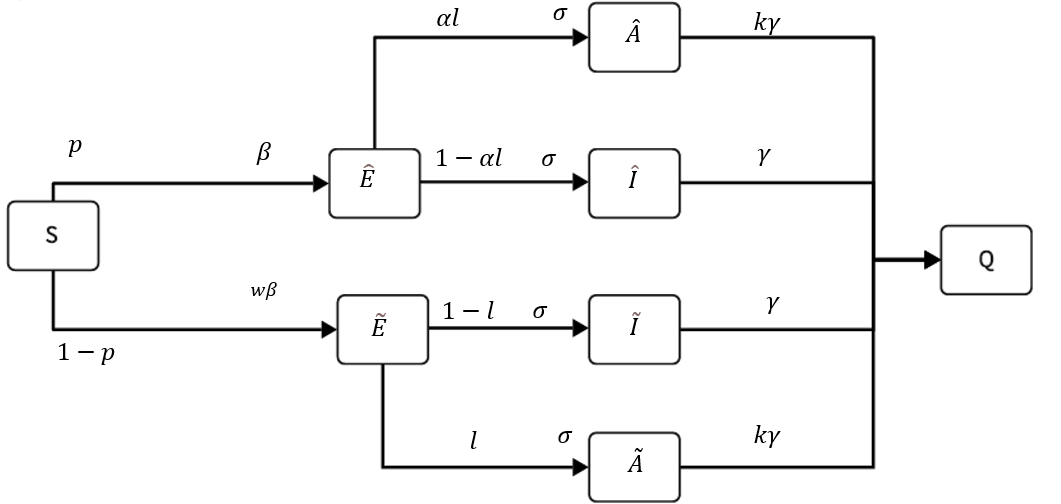 αl σ Â kγ
p β Ê 1 − αl σ Î γ
S
Q
wβ Ẽ 1 − l σ Ĩ γ
1 − p
l σ Ã kγ